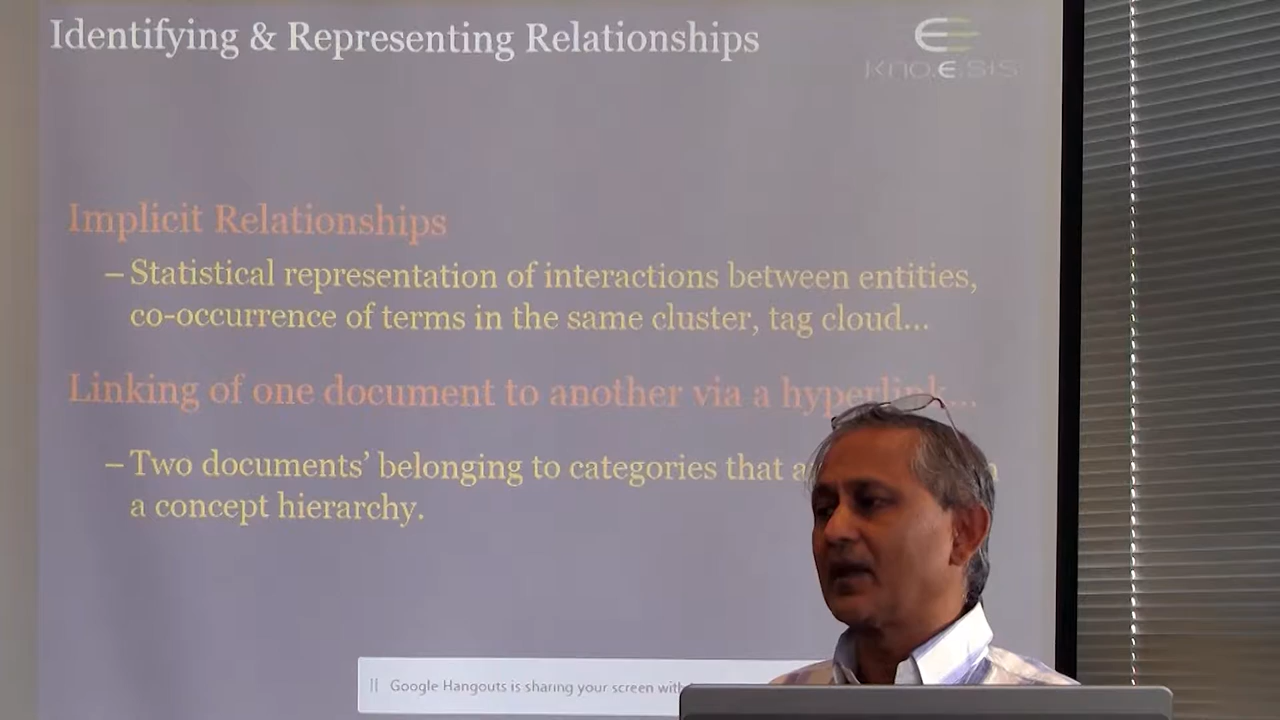 Identifying & Representing Relationships
kno.e.sis
Implicit Relationships
– Statistical representation of interactions between entities,
co-occurrence of terms in the same cluster, tag cloud...
Linking of one document to another via a hyperlink...
– Two documents’ belonging to categories that
a concept hierarchy.
Google Hangouts is sharing your screen with